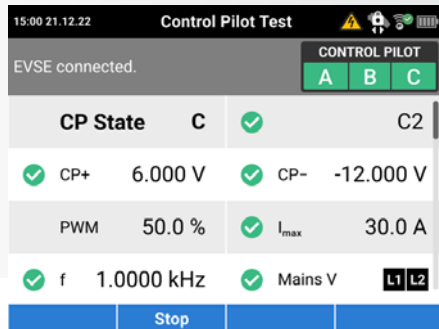 15:00 21.12.22 Control Pilot Test
EVSE connected.
CONTROL PILOT
A B C
CP State C C2
CP+ 6.000 V CP- -12.000 V
PWM 50.0 % Imax 30.0 A
f 1.0000 kHz Mains V L1 L2
Stop